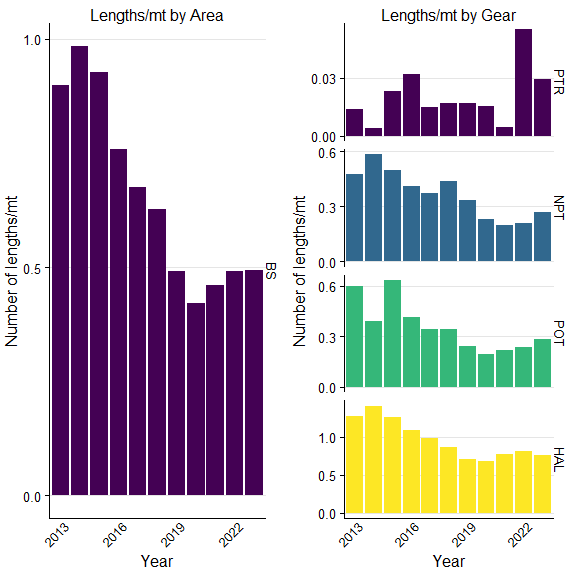 Lengths/mt by Area
Number of lengths/mt
1.0
0.5
0.0
BS
2013
2016
2019
2022
Year
Lengths/mt by Gear
Number of lengths/mt
0.03
0.00
PTR
0.6
0.3
0.0
NPT
0.6
0.3
0.0
POT
1.0
0.5
0.0
HAL
2013
2016
2019
2022
Year